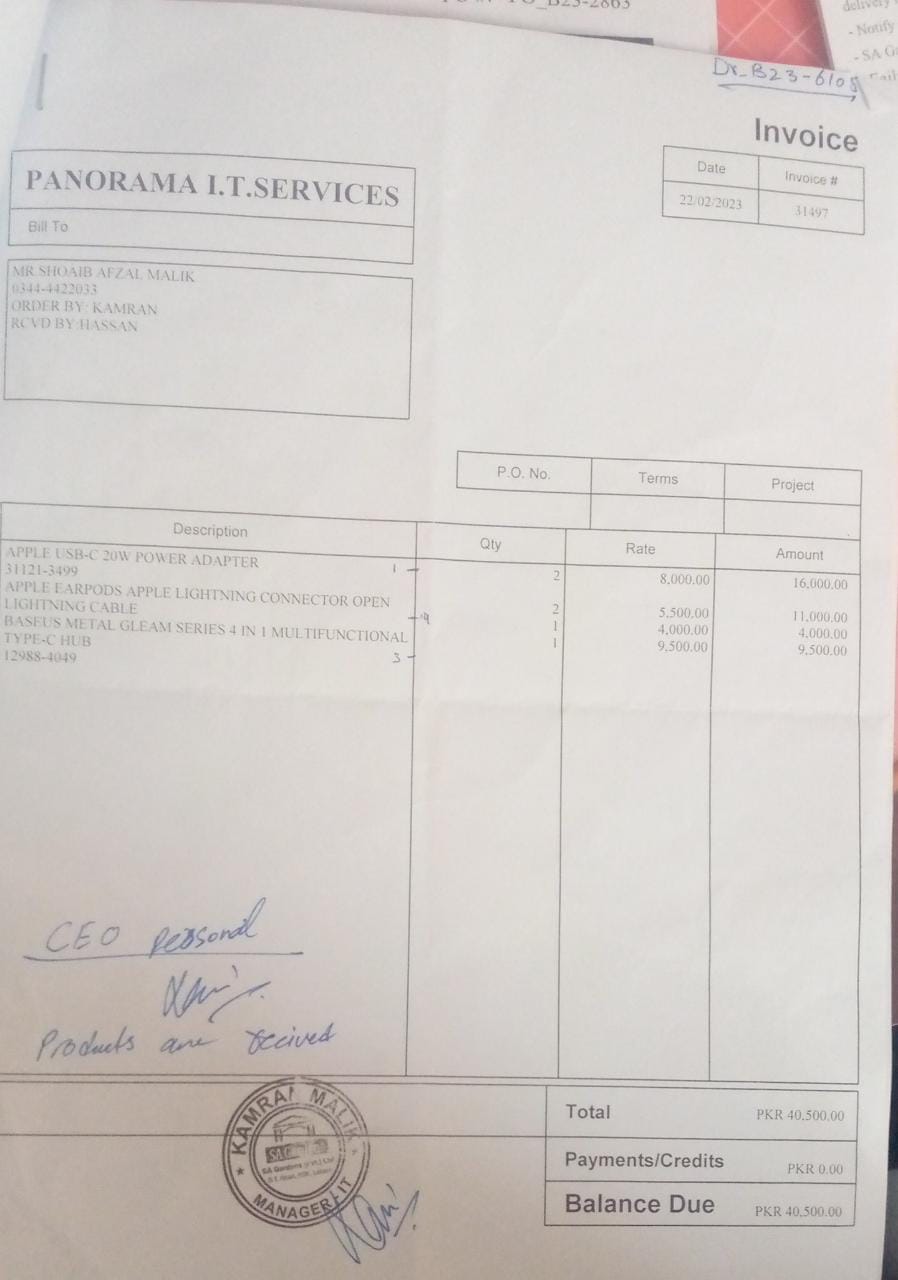 B23-2863
delivery
- Notify
- SA G
Dr_B23-6108
Invoice
Date
Invoice #
22/02/2023
31497
PANORAMA I.T.SERVICES
Bill To
MR.SHOAIB AFZAL MALIK
0344-4422033
ORDER BY: KAMRAN
RCVD BY:HASSAN
P.O. No.
Terms
Project
Description
Qty
Rate
Amount
APPLE USB-C 20W POWER ADAPTER 1 -
31121-3499 2 8,000.00 16,000.00
APPLE EARPODS APPLE LIGHTNING CONNECTOR OPEN 2 5,500.00 11,000.00
LIGHTNING CABLE - 4 1 4,000.00 4,000.00
BASEUS METAL GLEAM SERIES 4 IN 1 MULTIFUNCTIONAL 1 9,500.00 9,500.00
TYPE-C HUB
12988-4049 3 -
CEO personal
Products are recived
KAMRAN MALIK
MANAGER IT
Total PKR 40,500.00
Payments/Credits PKR 0.00
Balance Due PKR 40,500.00